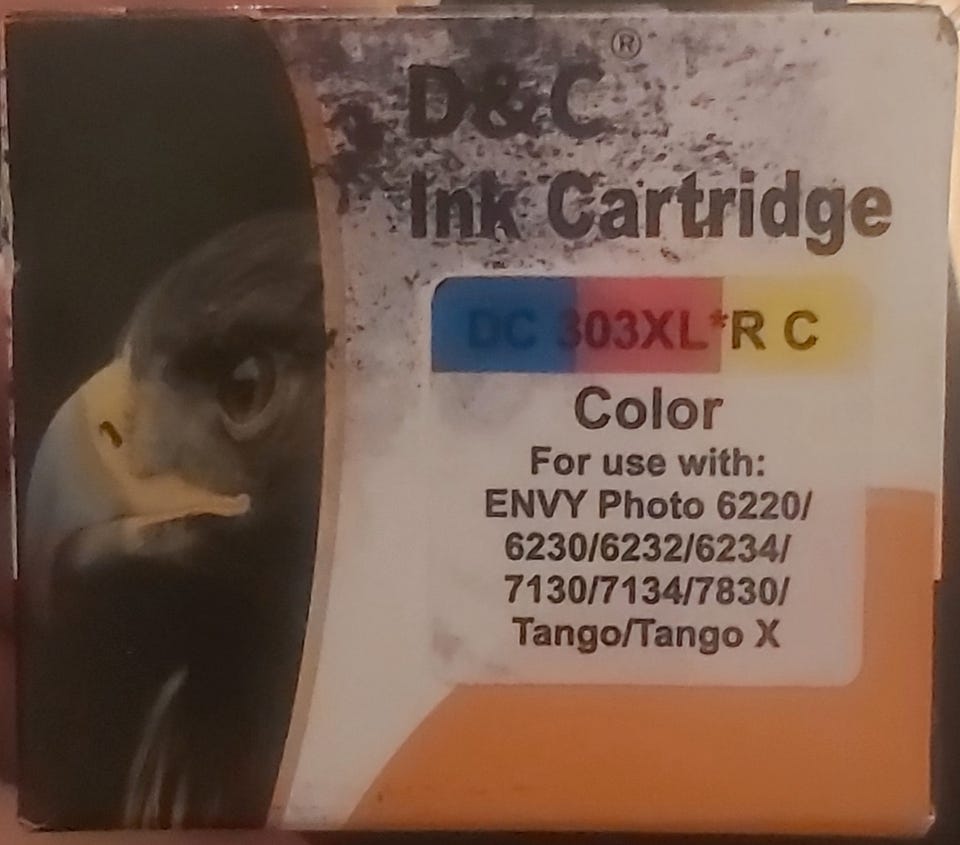 D&C®
Ink Cartridge
DC 303XL*R C
Color
For use with:
ENVY Photo 6220/
6230/6232/6234/
7130/7134/7830/
Tango/Tango X